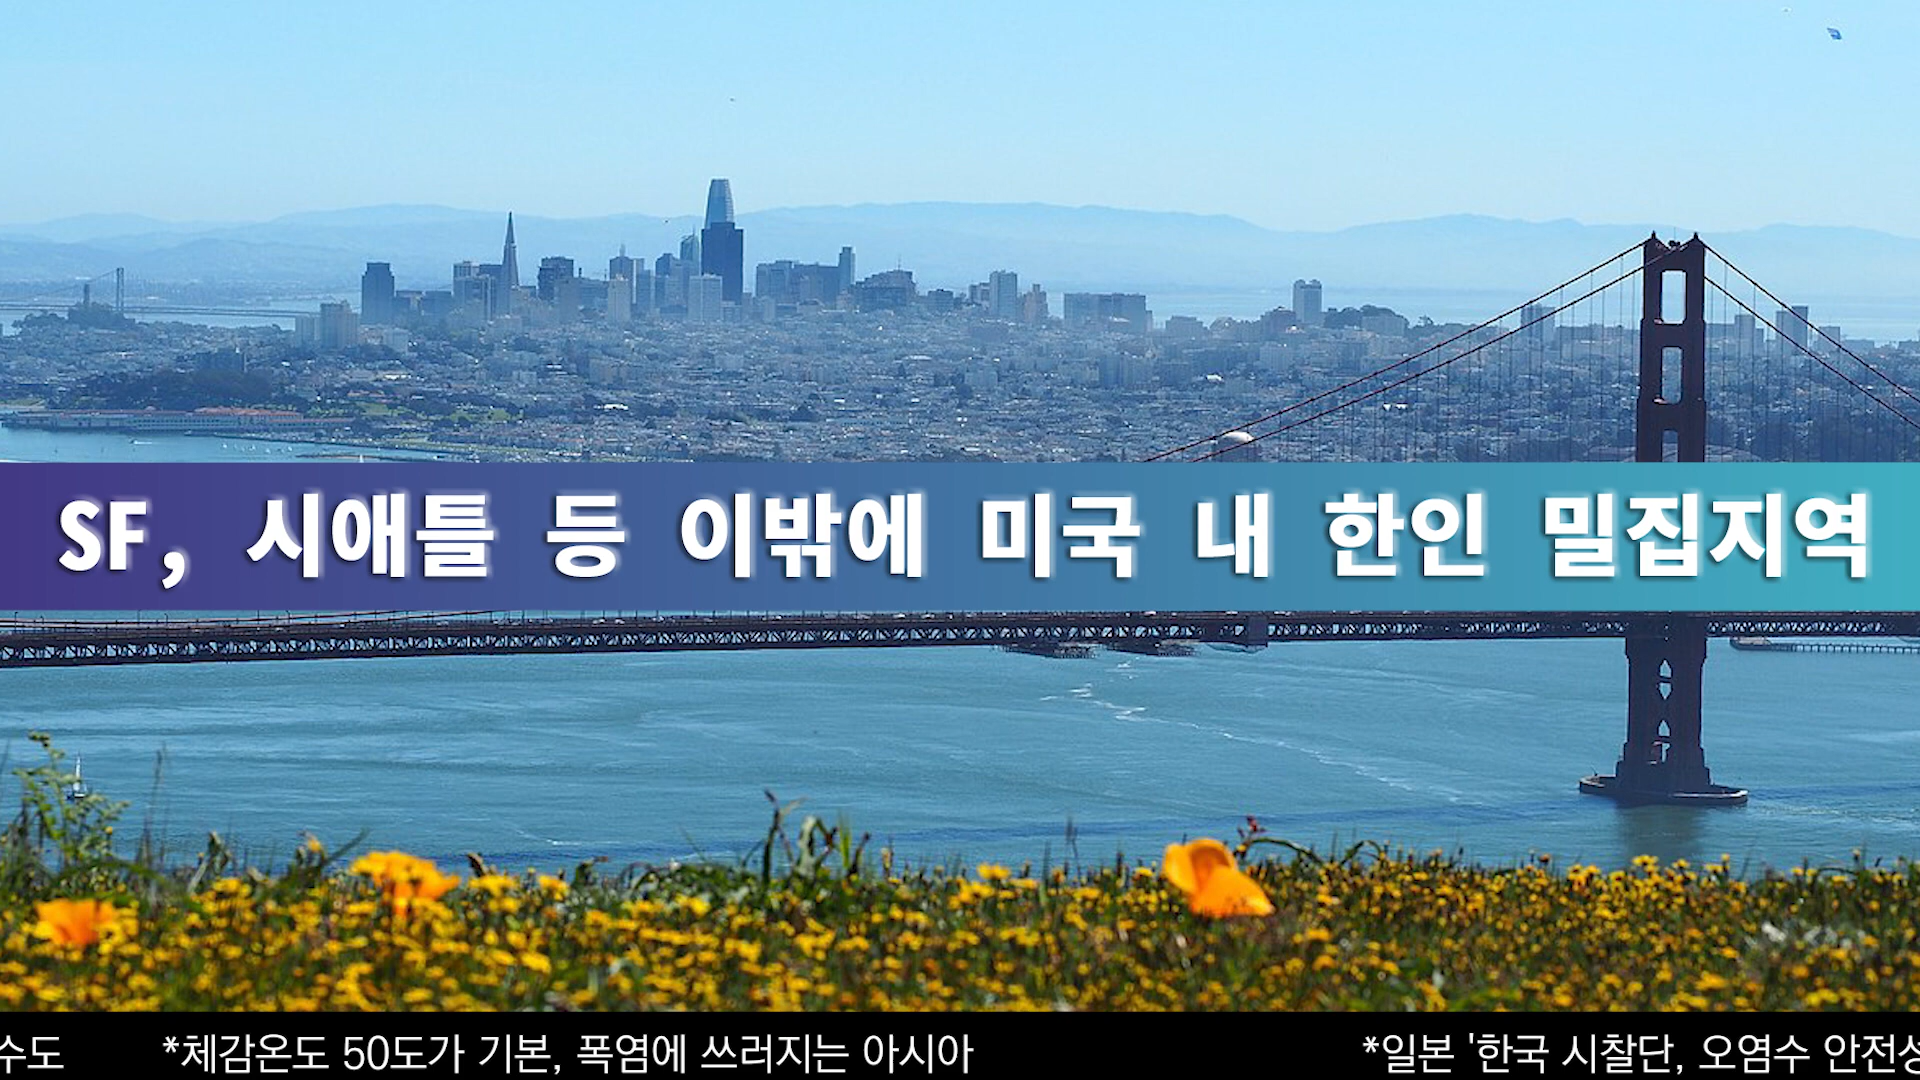 SF, 시애틀 등 이밖에 미국 내 한인 밀집지역
수도 *체감온도 50도가 기본, 폭염에 쓰러지는 아시아 *일본 '한국 시찰단, 오염수 안전성